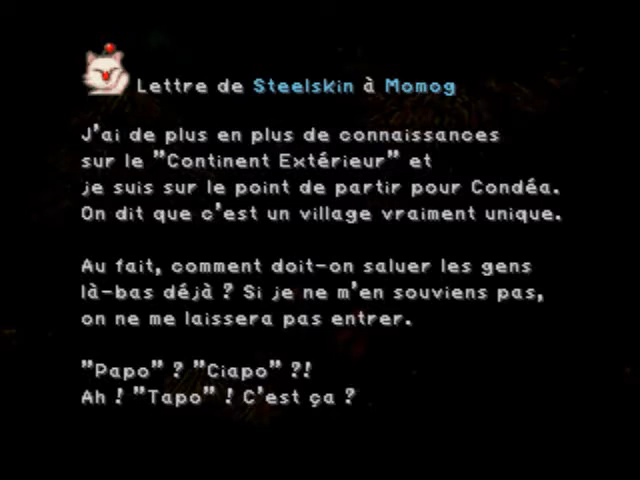 Lettre de Steelskin à Momog
J'ai de plus en plus de connaissances
sur le "Continent Extérieur" et
je suis sur le point de partir pour Condéa.
On dit que c'est un village vraiment unique.
Au fait, comment doit-on saluer les gens
là-bas déjà ? Si je ne m'en souviens pas,
on ne me laissera pas entrer.
"Papo" ? "Ciapo" ?!
Ah ! "Tapo" ! C'est ça ?